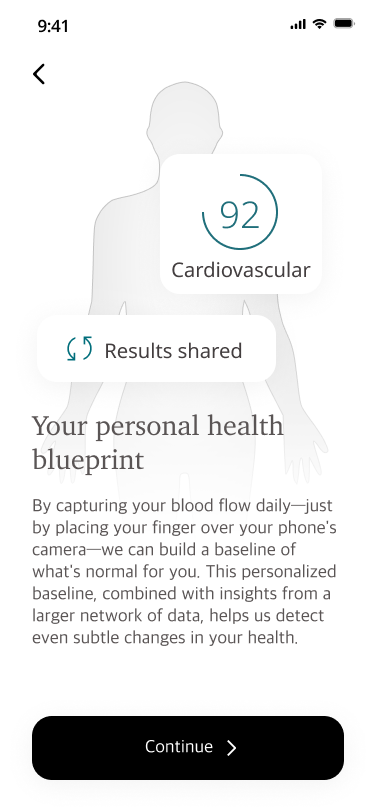 9:41
92
Cardiovascular
Results shared
Your personal health
blueprint
By capturing your blood flow daily—just
by placing your finger over your phone's
camera—we can build a baseline of
what's normal for you. This personalized
baseline, combined with insights from a
larger network of data, helps us detect
even subtle changes in your health.
Continue